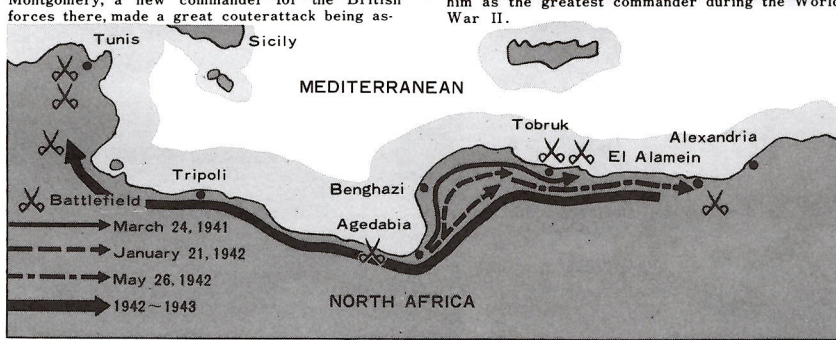 Montgomery, a new commander for the British
forces there, made a great couterattack being as-
him as the greatest commander during the World
War II.
Tunis
Sicily
MEDITERRANEAN
Tobruk
Alexandria
El Alamein
Tripoli
Benghazi
Agedabia
Battlefield
March 24, 1941
January 21, 1942
May 26, 1942
1942~1943
NORTH AFRICA